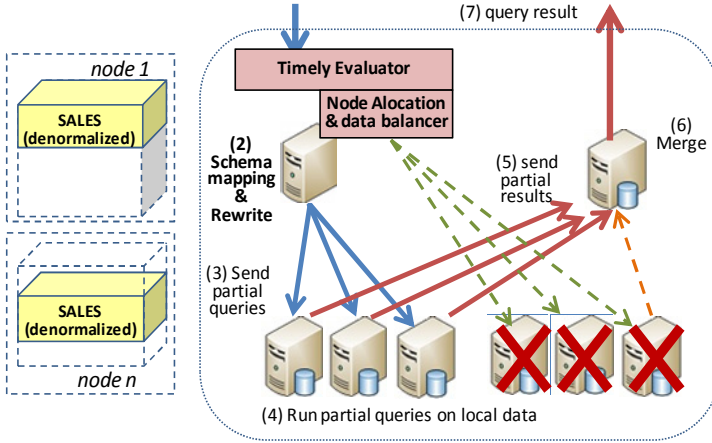 (7) query result
node 1
SALES
(denormalized)
Timely Evaluator
Node Alocation
& data balancer
(2)
Schema
mapping
&
Rewrite
(6)
Merge
(5) send
partial
results
(3) Send
partial
queries
SALES
(denormalized)
node n
(4) Run partial queries on local data